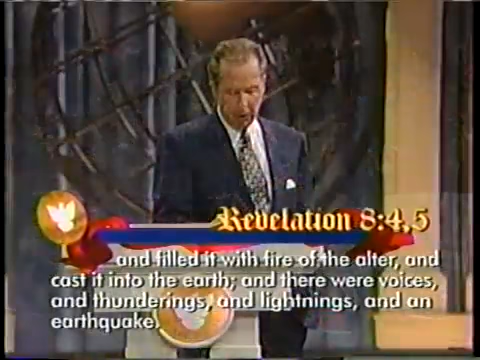 Revelation 8:4,5
and filled it with fire of the alter, and
cast it into the earth; and there were voices,
and thunderings, and lightnings, and an
earthquake.